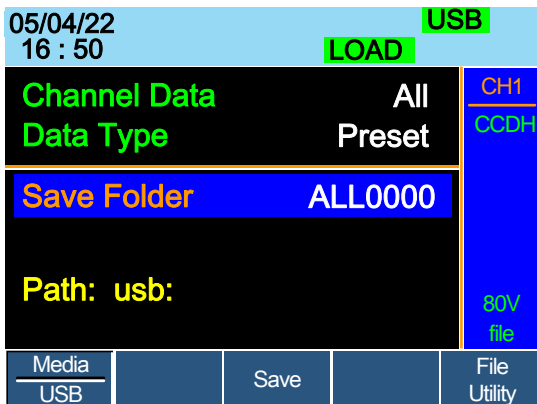 05/04/22 USB
16 : 50 LOAD
Channel Data All CH1
Data Type Preset CCDH
Save Folder ALL0000
Path: usb: 80V
file
Media Save File
USB Utility